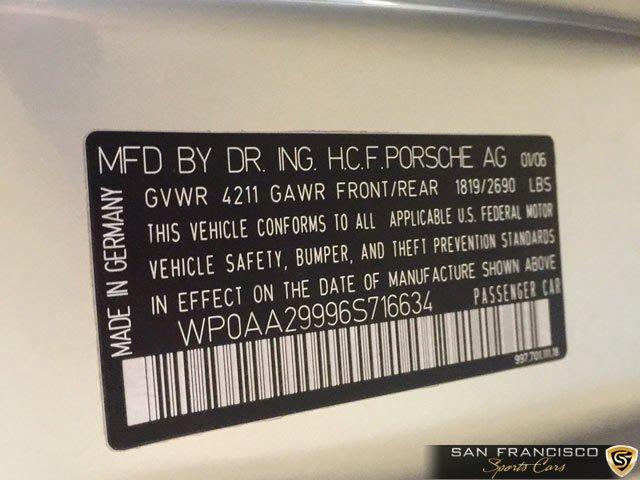 MFD BY DR. ING. H.C.F. PORSCHE AG 01/06
GVWR 4211 GAWR FRONT/REAR 1819/2690 LBS
THIS VEHICLE CONFORMS TO ALL APPLICABLE U.S. FEDERAL MOTOR
VEHICLE SAFETY, BUMPER, AND THEFT PREVENTION STANDARDS
IN EFFECT ON THE DATE OF MANUFACTURE SHOWN ABOVE
WP0AA29996S716634 PASSENGER CAR
997.701.111.18
MADE IN GERMANY
SAN FRANCISCO
Sports Cars